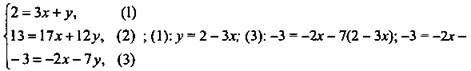 2 = 3x + y, (1)
13 = 17x + 12y, (2) ; (1): y = 2 – 3x; (3): –3 = –2x – 7(2 – 3x); –3 = –2x –
–3 = –2x – 7y, (3)